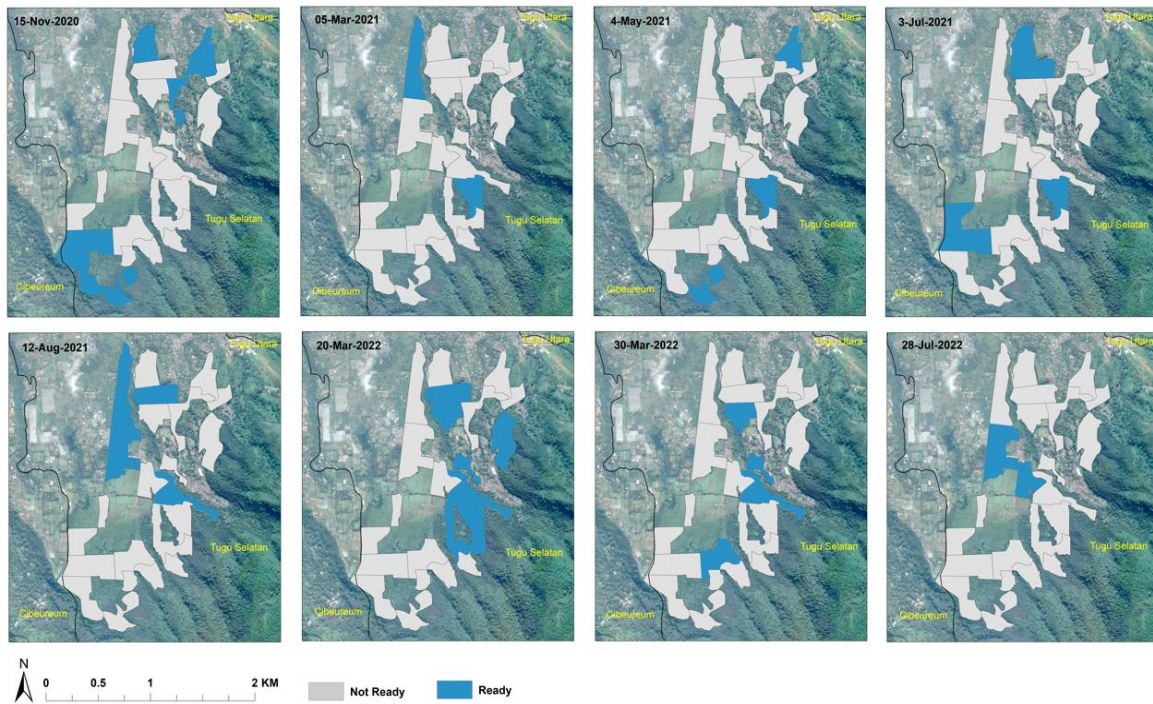 15-Nov-2020
Tugu Utara
Tugu Selatan
Cibeureum
05-Mar-2021
Tugu Utara
Tugu Selatan
Cibeureum
4-May-2021
Tugu Utara
Tugu Selatan
Cibeureum
3-Jul-2021
Tugu Utara
Tugu Selatan
Cibeureum
12-Aug-2021
Tugu Utara
Tugu Selatan
Cibeureum
20-Mar-2022
Tugu Utara
Tugu Selatan
Cibeureum
30-Mar-2022
Tugu Utara
Tugu Selatan
Cibeureum
28-Jul-2022
Tugu Utara
Tugu Selatan
Cibeureum
N
0 0.5 1 2 KM
Not Ready
Ready